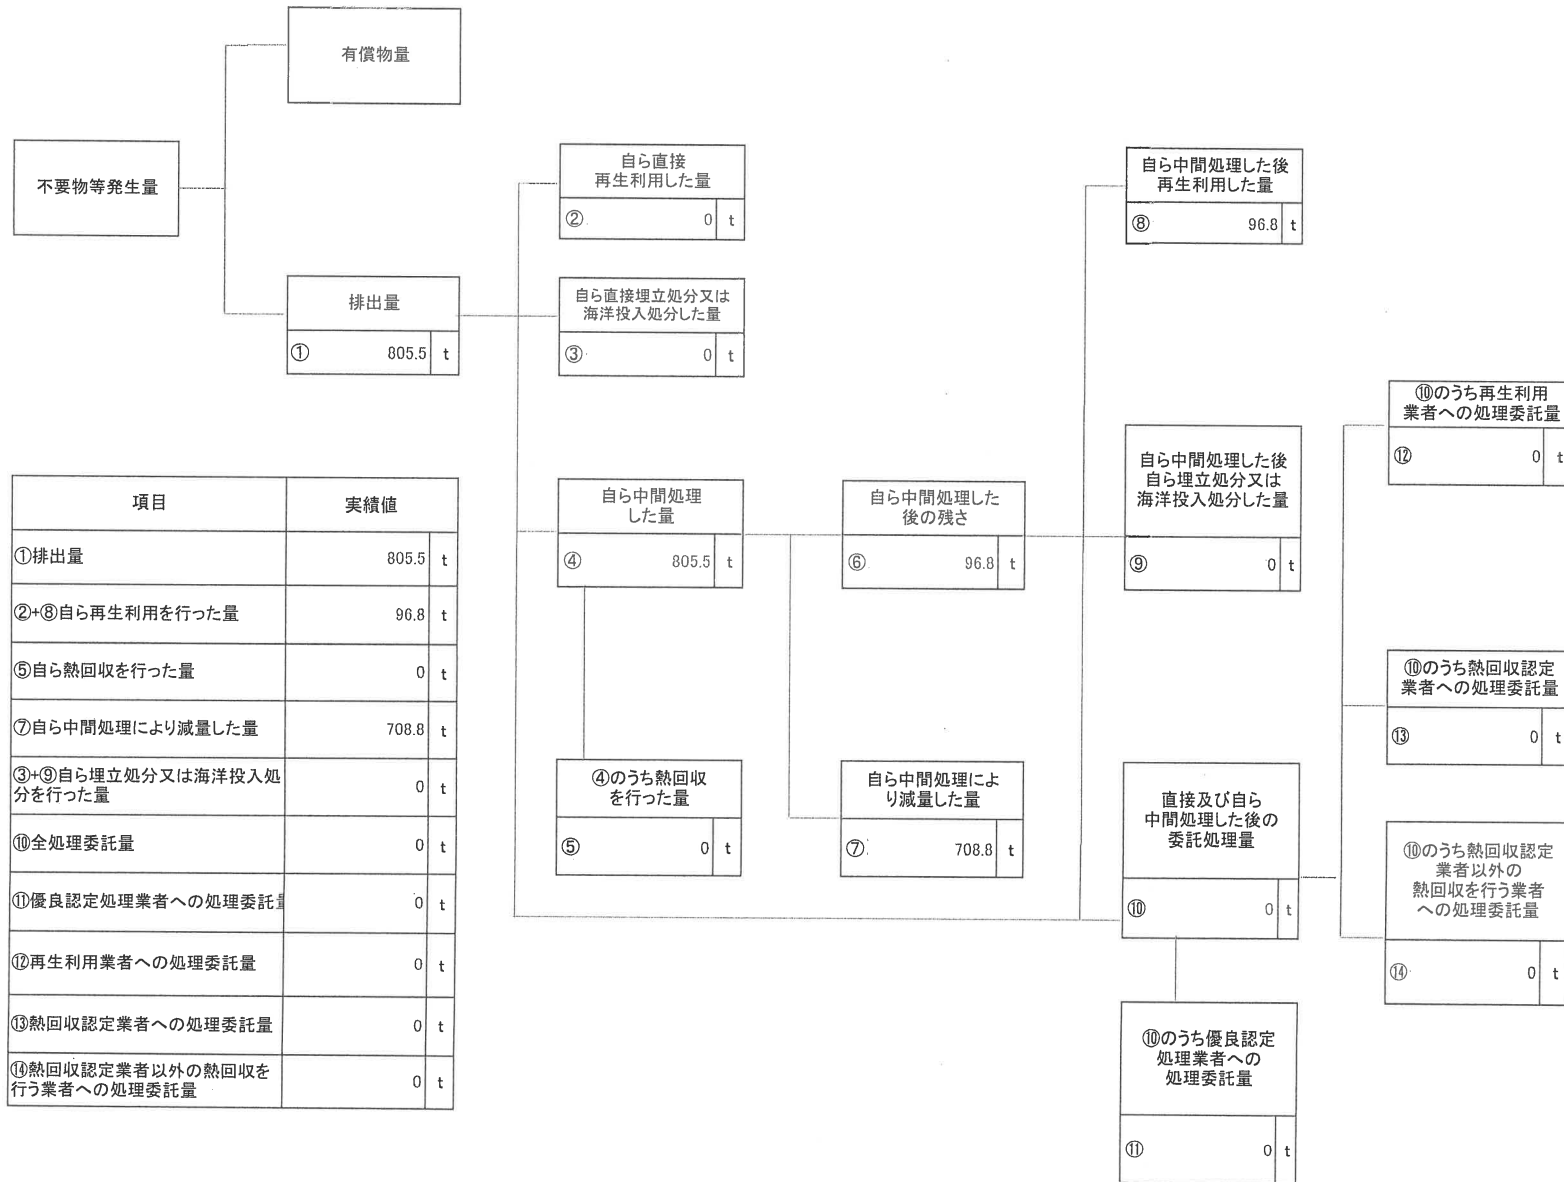 有償物量
不要物等発生量
排出量
① 805.5 t
自ら直接
再生利用した量
② 0 t
自ら直接埋立処分又は
海洋投入処分した量
③ 0 t
自ら中間処理
した量
④ 805.5 t
④のうち熱回収
を行った量
⑤ 0 t
自ら中間処理した
後の残さ
⑥ 96.8 t
自ら中間処理によ
り減量した量
⑦ 708.8 t
自ら中間処理した後
再生利用した量
⑧ 96.8 t
自ら中間処理した後
自ら埋立処分又は
海洋投入処分した量
⑨ 0 t
直接及び自ら
中間処理した後の
委託処理量
⑩ 0 t
⑩のうち優良認定
処理業者への
処理委託量
⑪ 0 t
⑩のうち再生利用
業者への処理委託量
⑫ 0 t
⑩のうち熱回収認定
業者への処理委託量
⑬ 0 t
⑩のうち熱回収認定
業者以外の
熱回収を行う業者
への処理委託量
⑭ 0 t
項目 実績値
①排出量 805.5 t
②+⑧自ら再生利用を行った量 96.8 t
⑤自ら熱回収を行った量 0 t
⑦自ら中間処理により減量した量 708.8 t
③+⑨自ら埋立処分又は海洋投入処
分を行った量 0 t
⑩全処理委託量 0 t
⑪優良認定処理業者への処理委託 0 t
⑫再生利用業者への処理委託量 0 t
⑬熱回収認定業者への処理委託量 0 t
⑭熱回収認定業者以外の熱回収を
行う業者への処理委託量 0 t